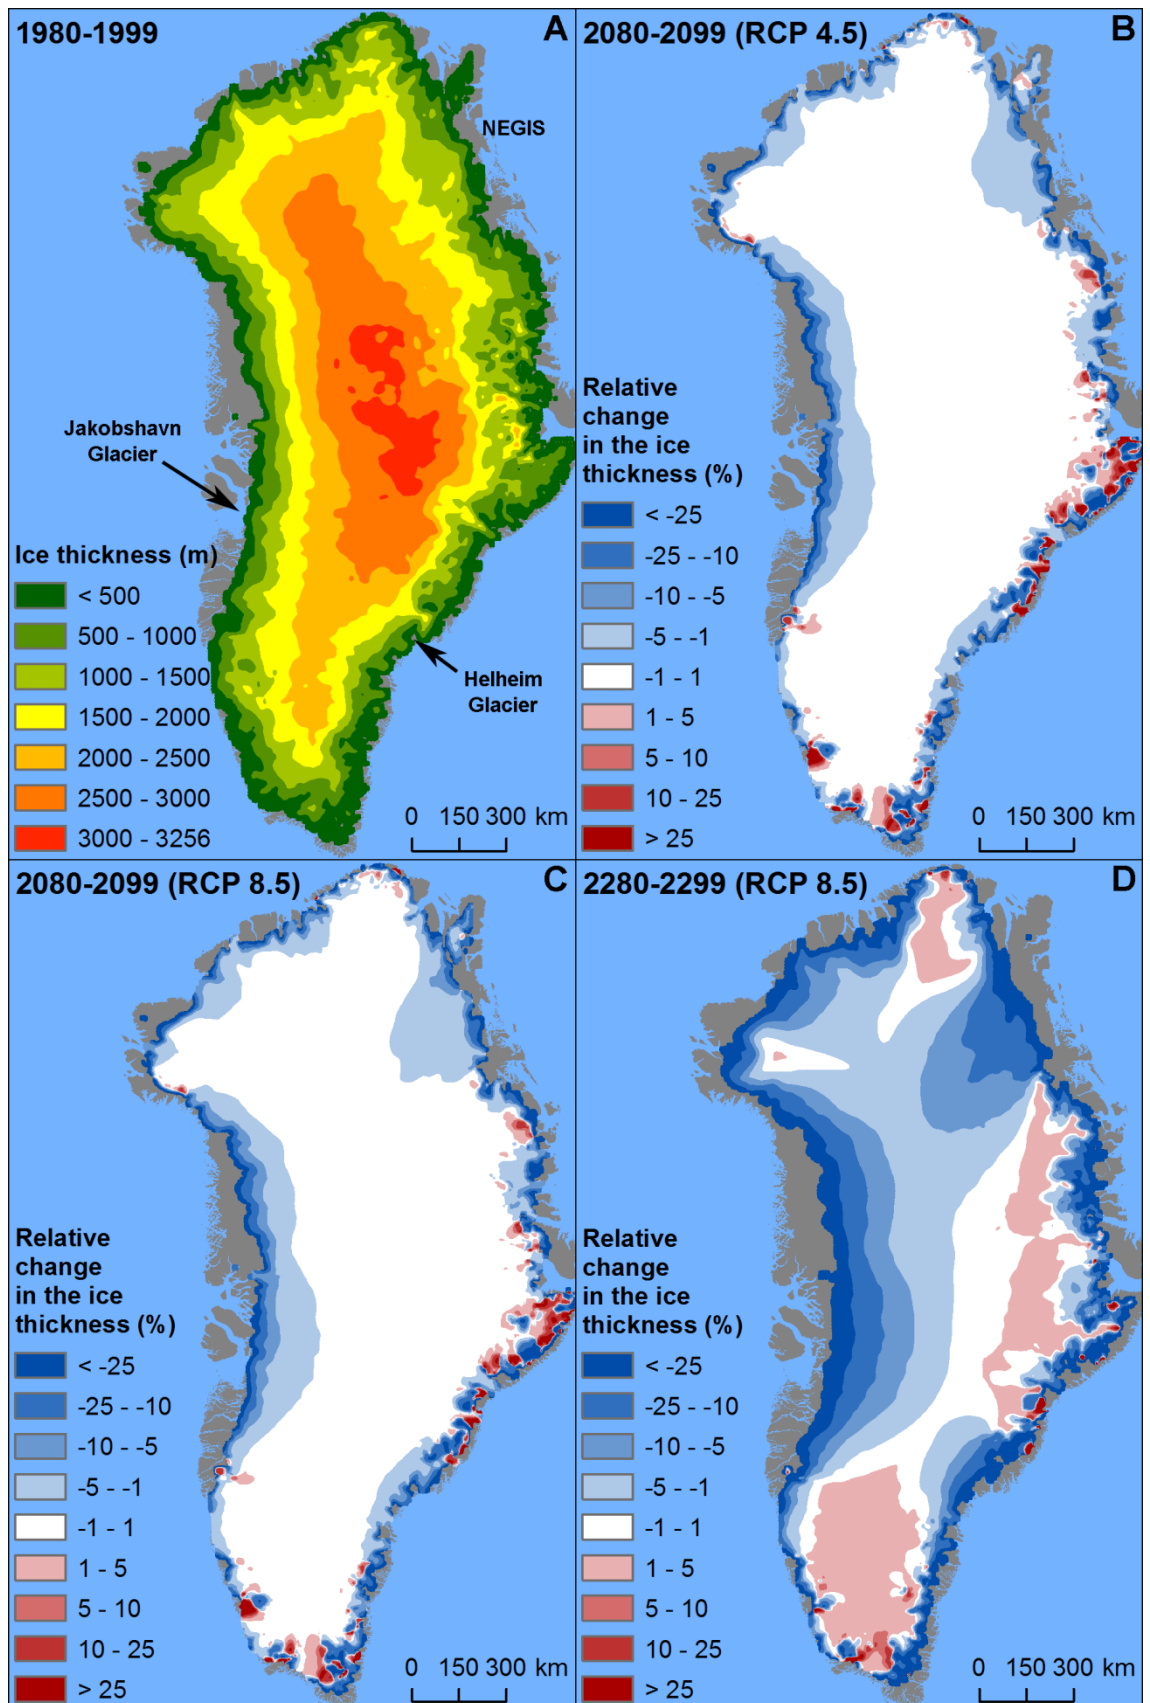 1980-1999
A
NEGIS
Jakobshavn
Glacier
Helheim
Glacier
Ice thickness (m)
< 500
500 - 1000
1000 - 1500
1500 - 2000
2000 - 2500
2500 - 3000
3000 - 3256
0 150 300 km
2080-2099 (RCP 4.5)
B
Relative
change
in the ice
thickness (%)
< -25
-25 - -10
-10 - -5
-5 - -1
-1 - 1
1 - 5
5 - 10
10 - 25
> 25
0 150 300 km
2080-2099 (RCP 8.5)
C
Relative
change
in the ice
thickness (%)
< -25
-25 - -10
-10 - -5
-5 - -1
-1 - 1
1 - 5
5 - 10
10 - 25
> 25
0 150 300 km
2280-2299 (RCP 8.5)
D
Relative
change
in the ice
thickness (%)
< -25
-25 - -10
-10 - -5
-5 - -1
-1 - 1
1 - 5
5 - 10
10 - 25
> 25
0 150 300 km